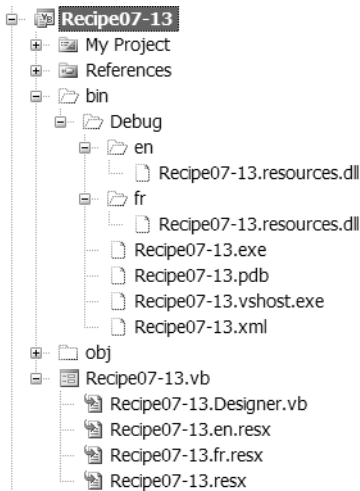 Recipe07-13
My Project
References
bin
Debug
en
Recipe07-13.resources.dll
fr
Recipe07-13.resources.dll
Recipe07-13.exe
Recipe07-13.pdb
Recipe07-13.vshost.exe
Recipe07-13.xml
obj
Recipe07-13.vb
Recipe07-13.Designer.vb
Recipe07-13.en.resx
Recipe07-13.fr.resx
Recipe07-13.resx